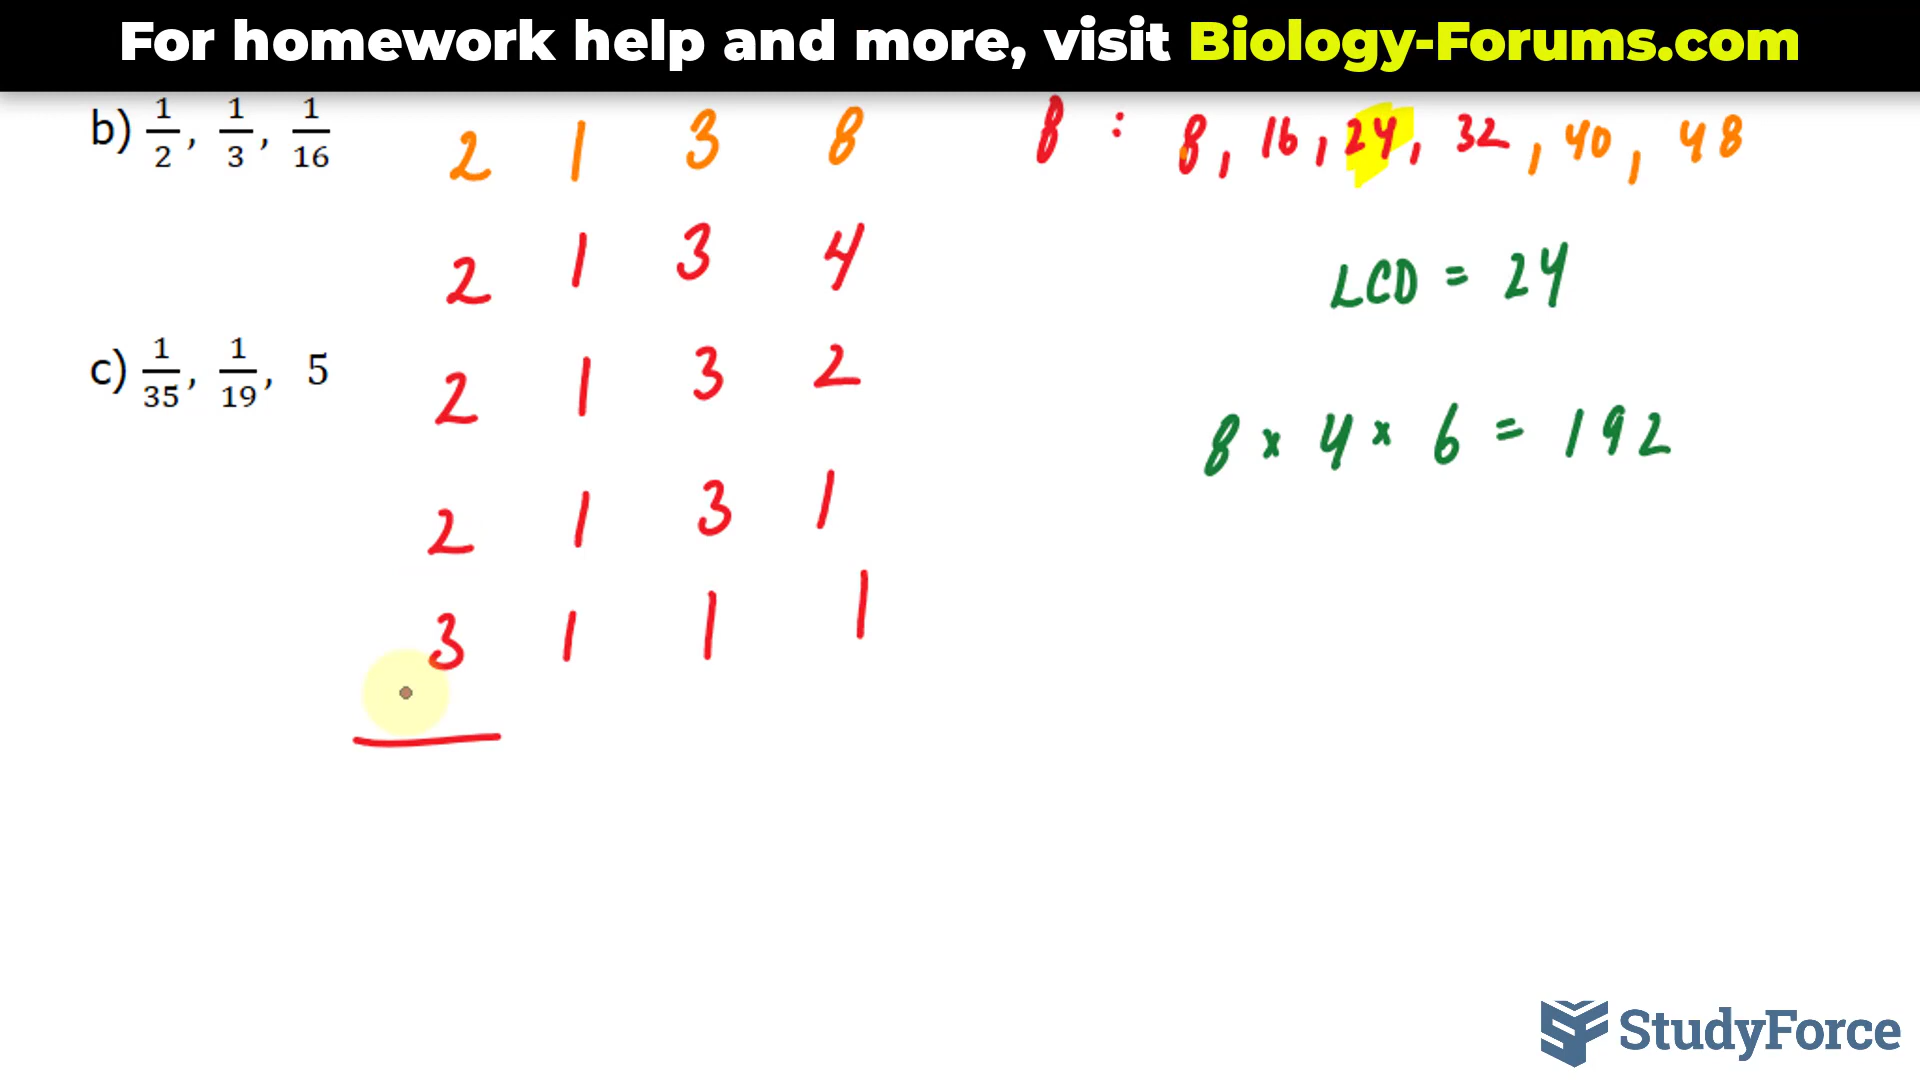 For homework help and more, visit Biology-Forums.com
b) 1/2, 1/3, 1/16
2 1 3 8
8 : 8, 16, 24, 32, 40, 48
2 1 3 4
LCD = 24
c) 1/35, 1/19, 5
2 1 3 2
8 × 4 × 6 = 192
2 1 3 1
3 1 1 1
StudyForce